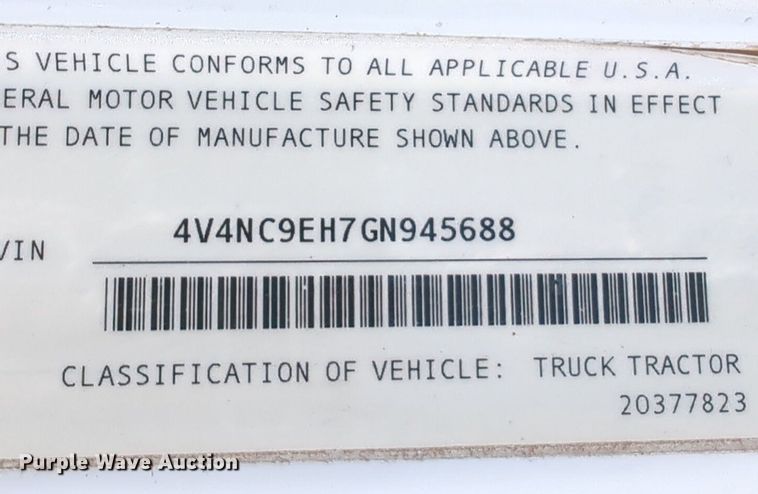 S VEHICLE CONFORMS TO ALL APPLICABLE U.S.A.
ERAL MOTOR VEHICLE SAFETY STANDARDS IN EFFECT
THE DATE OF MANUFACTURE SHOWN ABOVE.
4V4NC9EH7GN945688
VIN
CLASSIFICATION OF VEHICLE: TRUCK TRACTOR
20377823
Purple Wave Auction